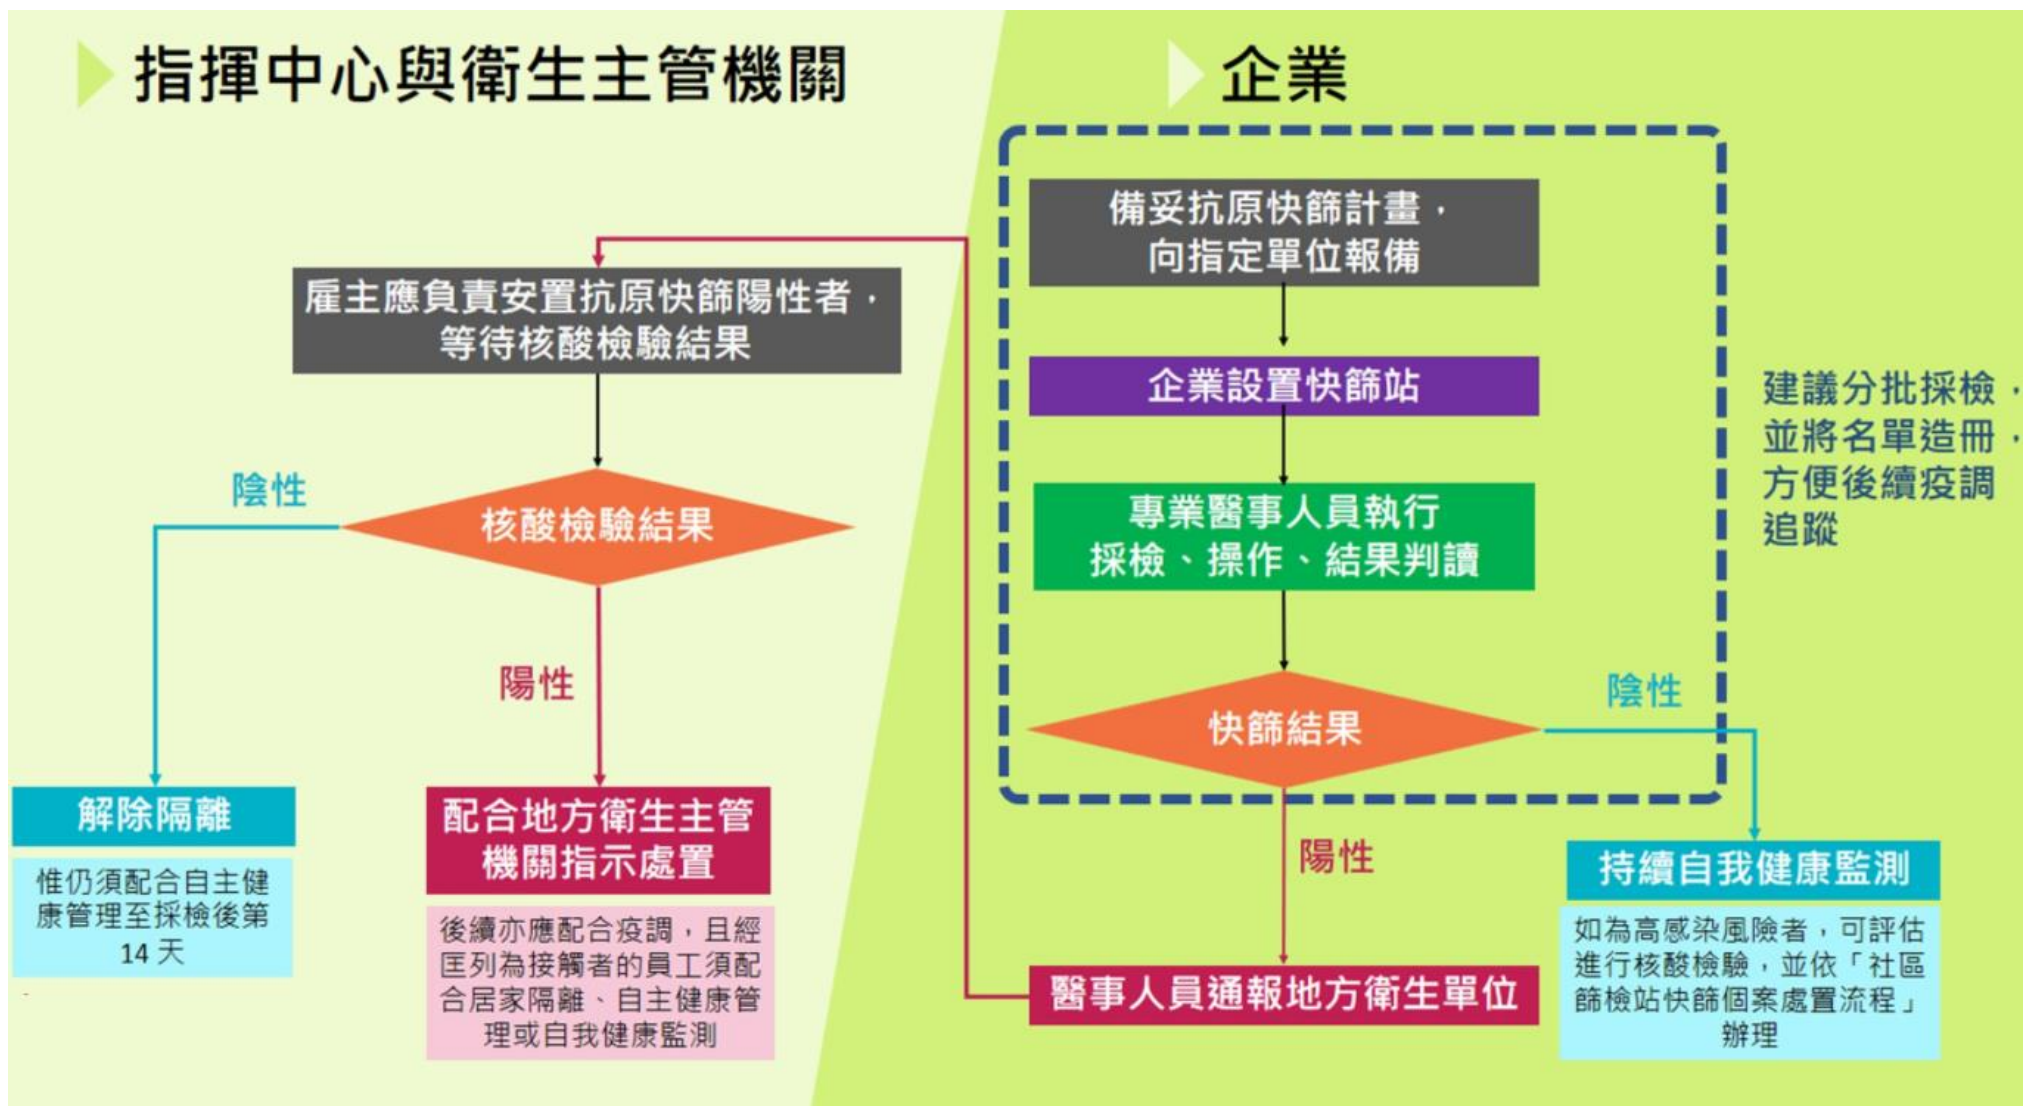 指揮中心與衛生主管機關
企業
備妥抗原快篩計畫，
向指定單位報備
企業設置快篩站
專業醫事人員執行
採檢、操作、結果判讀
快篩結果
陰性
陽性
建議分批採檢，
並將名單造冊，
方便後續疫調
追蹤
持續自我健康監測
如為高感染風險者，可評估
進行核酸檢驗，並依「社區
篩檢站快篩個案處置流程」
辦理
醫事人員通報地方衛生單位
雇主應負責安置抗原快篩陽性者，
等待核酸檢驗結果
核酸檢驗結果
陰性
陽性
解除隔離
惟仍須配合自主健
康管理至採檢後第
14 天
配合地方衛生主管
機關指示處置
後續亦應配合疫調，且經
匡列為接觸者的員工須配
合居家隔離、自主健康管
理或自我健康監測